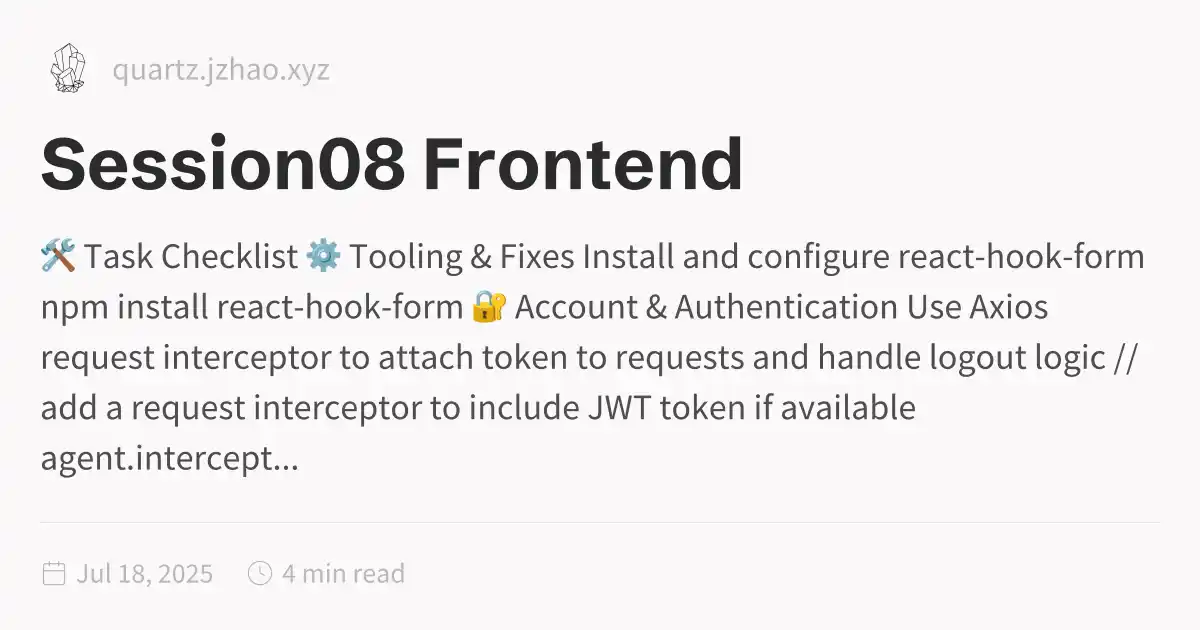 quartz.jzhao.xyz
Session08 Frontend
🛠️ Task Checklist ⚙️ Tooling & Fixes Install and configure react-hook-form
npm install react-hook-form 🔐 Account & Authentication Use Axios
request interceptor to attach token to requests and handle logout logic //
add a request interceptor to include JWT token if available
agent.intercept...
Jul 18, 2025 4 min read